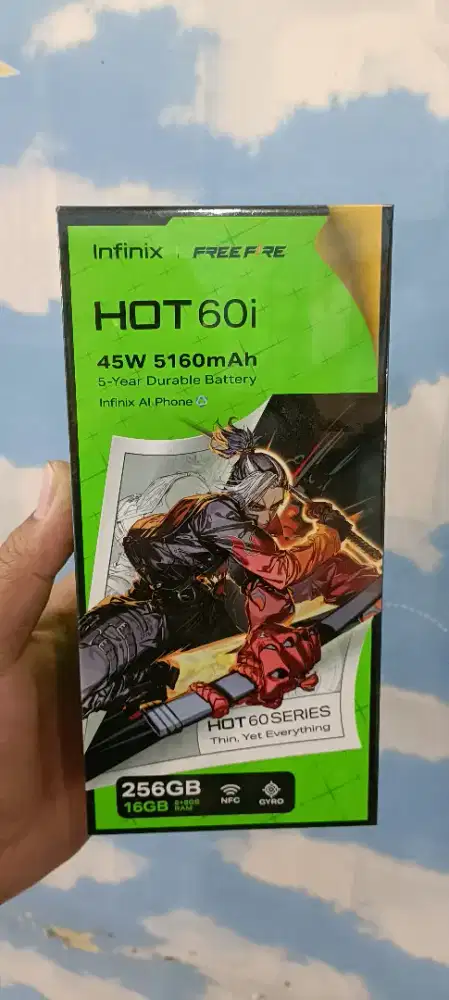 Infinix | FREE FIRE
HOT 60i
45W 5160mAh
5-Year Durable Battery
Infinix AI Phone
HOT 60 SERIES
Thin, Yet Everything
256GB
16GB 8+8GB RAM
NFC
GYRO